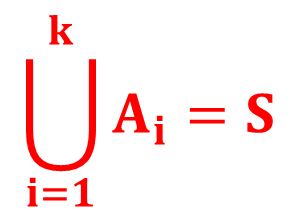 k
⋃ Aᵢ = S
i=1